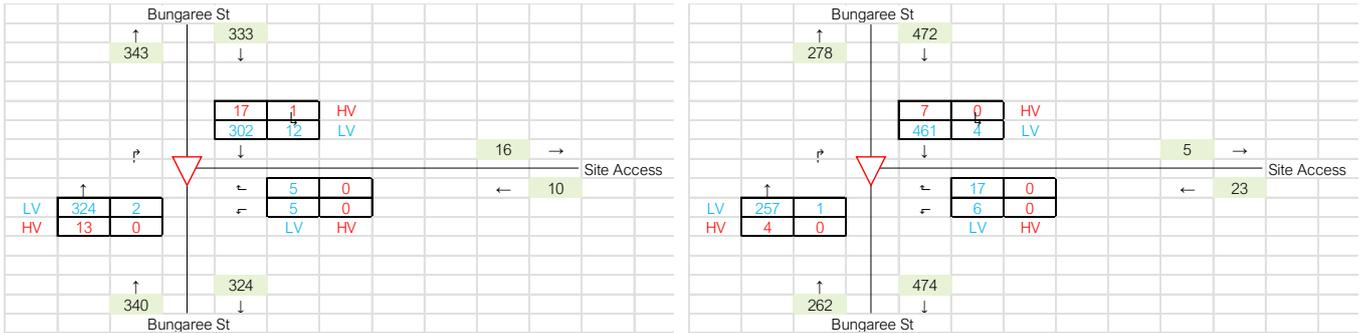 Bungaree St
333
343
17 1 HV
302 12 LV
16
Site Access
5 0
10
LV 324 2
5 0
HV 13 0
LV HV
324
340
Bungaree St
Bungaree St
472
278
7 0 HV
461 4 LV
5
Site Access
17 0
23
LV 257 1
6 0
HV 4 0
LV HV
474
262
Bungaree St